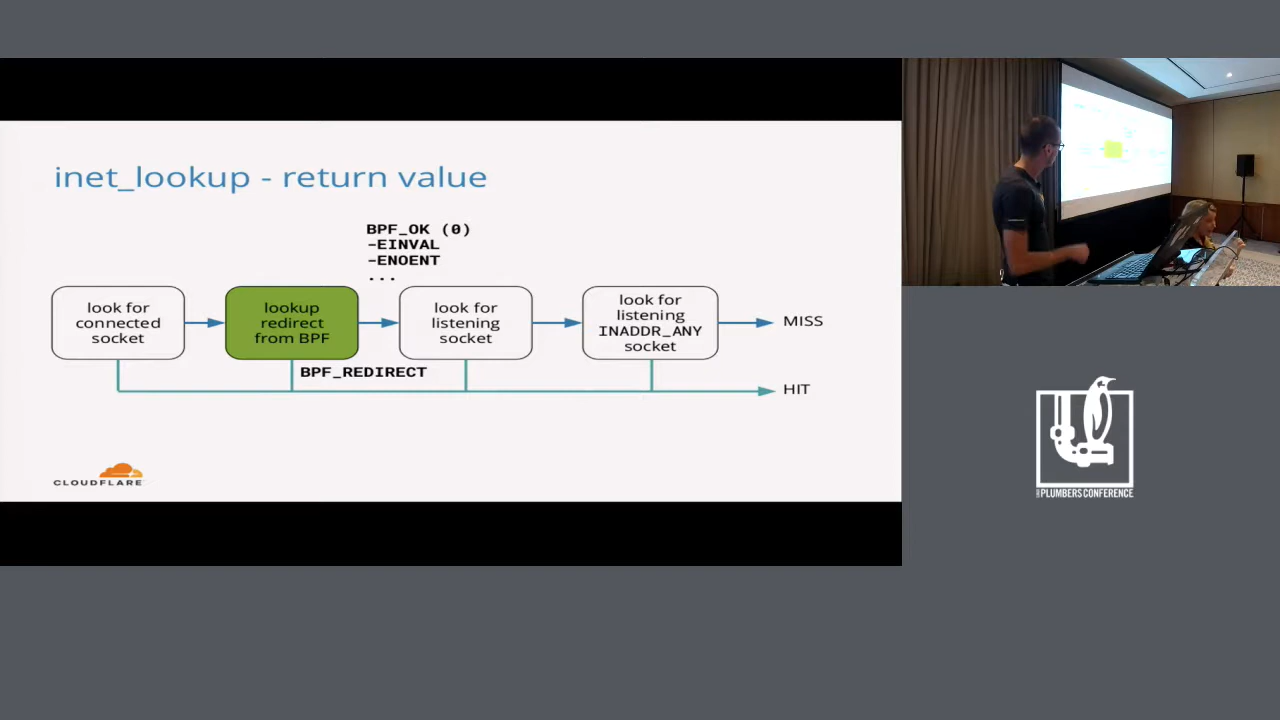 inet_lookup - return value
BPF_OK (0)
-EINVAL
-ENOENT
...
look for
connected
socket
lookup
redirect
from BPF
look for
listening
socket
look for
listening
INADDR_ANY
socket
MISS
BPF_REDIRECT
HIT
CLOUDFLARE
PLUMBERS CONFERENCE